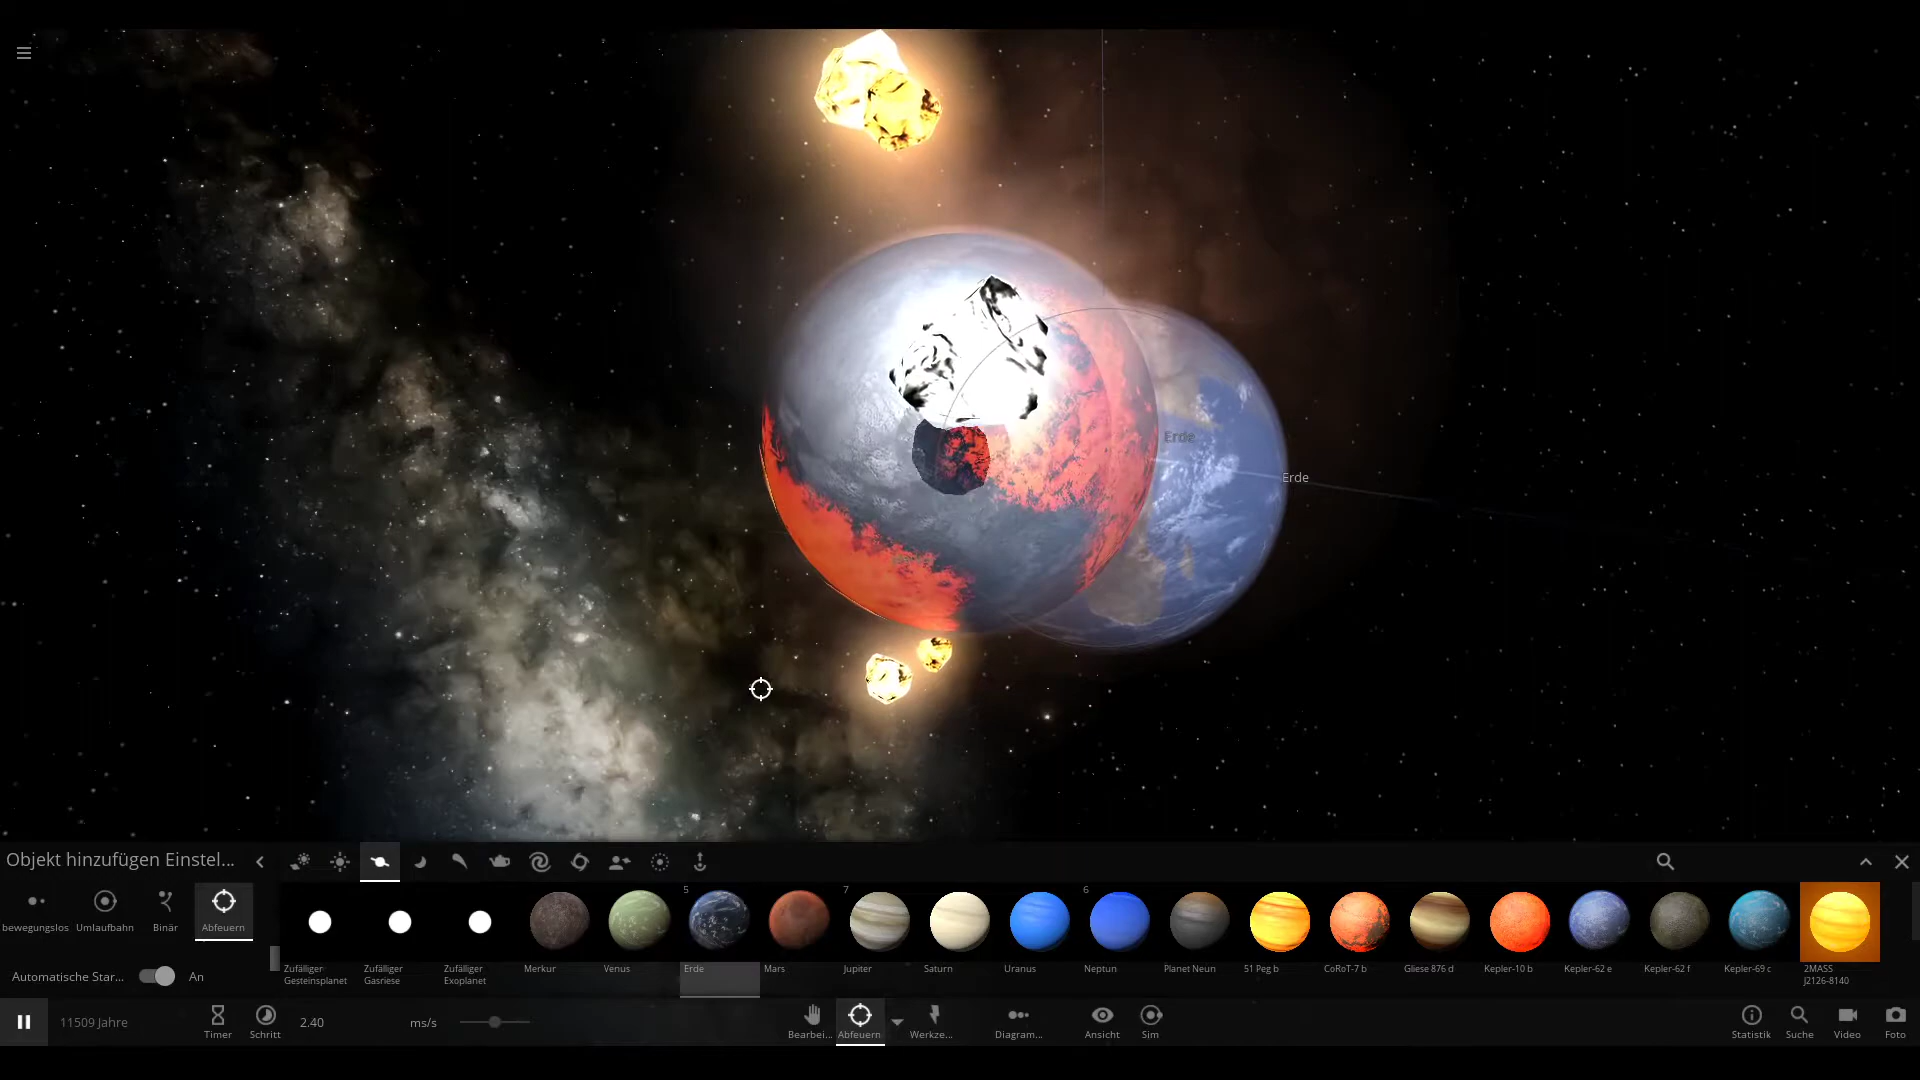 Erde
Erde
Objekt hinzufügen Einstel...
bewegungslos
Umlaufbahn
Binär
Abfeuern
Automatische Star...
An
5
7
6
Zufälliger
Gesteinsplanet
Zufälliger
Gasriese
Zufälliger
Exoplanet
Merkur
Venus
Erde
Mars
Jupiter
Saturn
Uranus
Neptun
Planet Neun
51 Peg b
CoRoT-7 b
Gliese 876 d
Kepler-10 b
Kepler-62 e
Kepler-62 f
Kepler-69 c
2MASS
J2126-8140
11509 Jahre
Timer
Schritt
2.40
ms/s
Bearbei...
Abfeuern
Werkze...
Diagram...
Ansicht
Sim
Statistik
Suche
Video
Foto